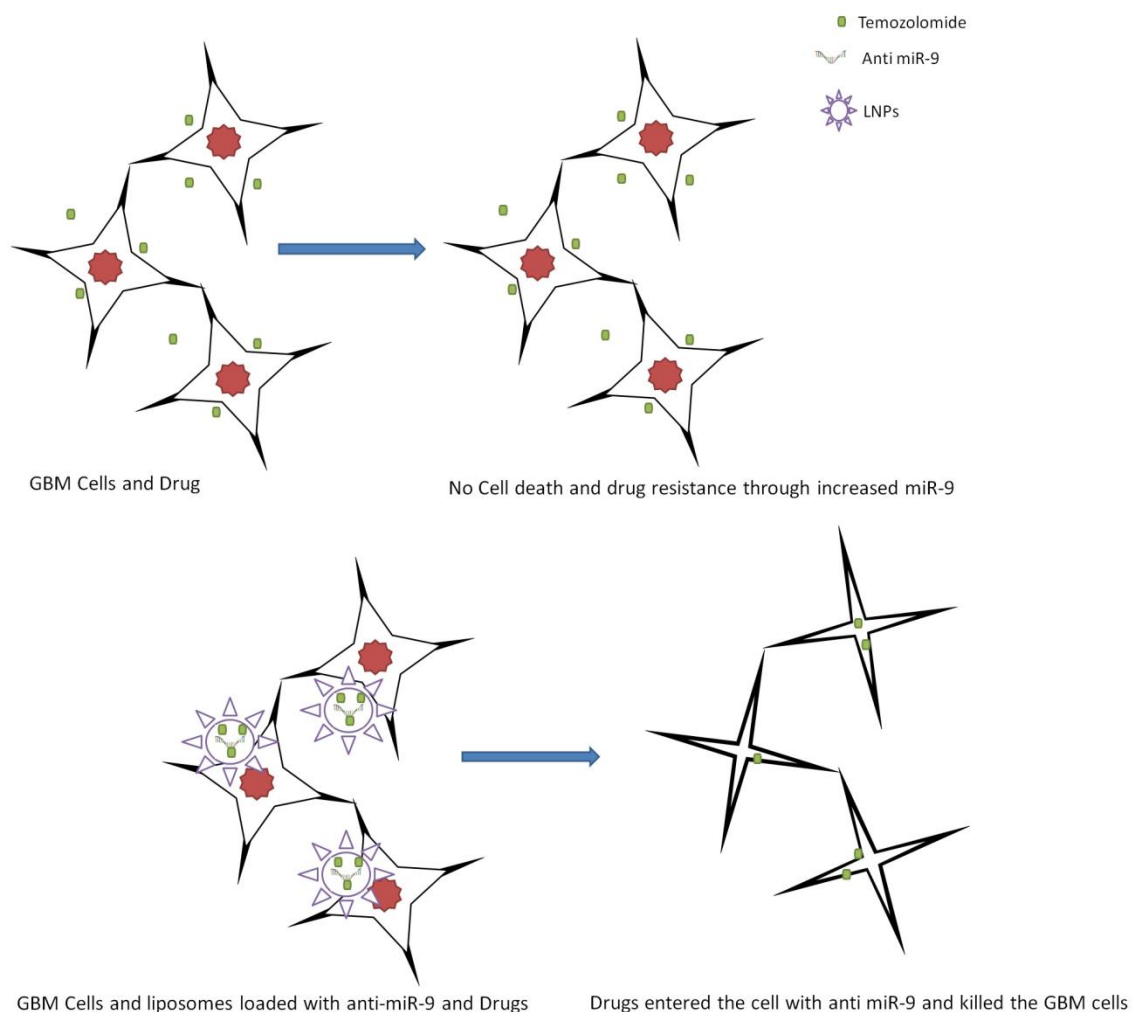 Temozolomide
Anti miR-9
LNPs
GBM Cells and Drug
No Cell death and drug resistance through increased miR-9
GBM Cells and liposomes loaded with anti-miR-9 and Drugs
Drugs entered the cell with anti miR-9 and killed the GBM cells